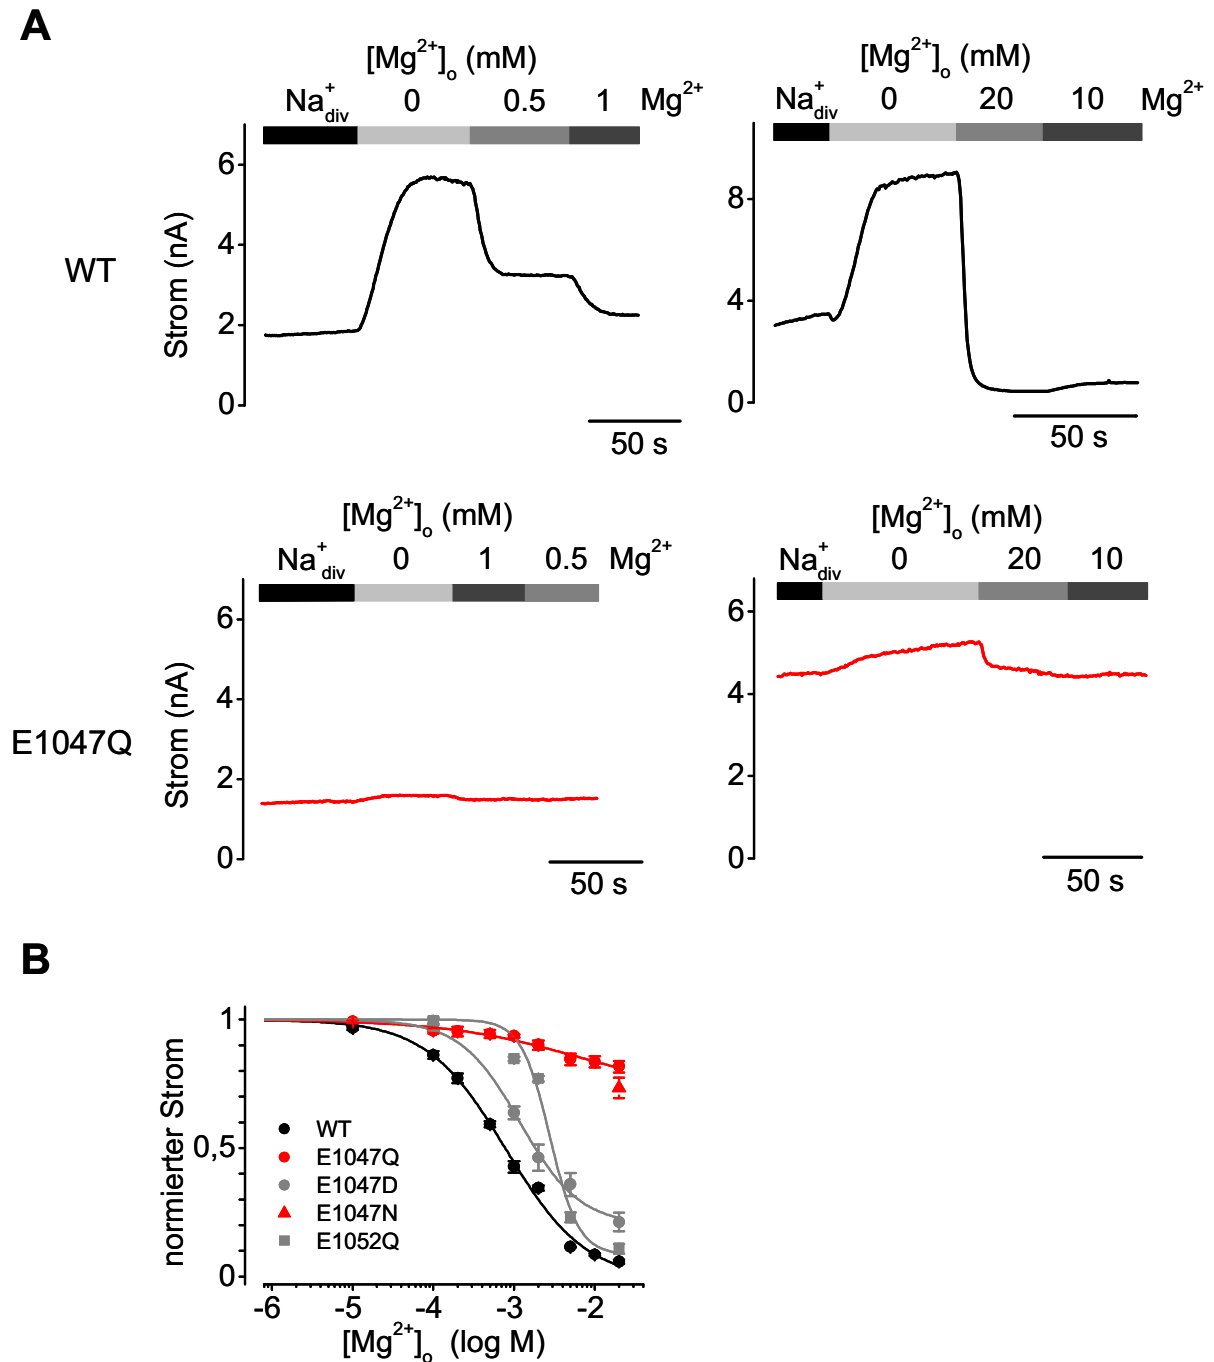 A
[Mg²⁺]ₒ (mM)
Na⁺div 0 0.5 1 Mg²⁺
6
4
2
0
Strom (nA)
50 s
WT
[Mg²⁺]ₒ (mM)
Na⁺div 0 20 10 Mg²⁺
8
4
0
50 s
[Mg²⁺]ₒ (mM)
Na⁺div 0 1 0.5 Mg²⁺
6
4
2
0
Strom (nA)
50 s
E1047Q
[Mg²⁺]ₒ (mM)
Na⁺div 0 20 10
6
4
2
0
50 s
B
1
0,5
0
normierter Strom
WT
E1047Q
E1047D
E1047N
E1052Q
-6 -5 -4 -3 -2
[Mg²⁺]ₒ (log M)